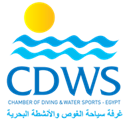 CDWS
CHAMBER OF DIVING & WATER SPORTS - EGYPT
غرفة سياحة الغوص والأنشطة البحرية